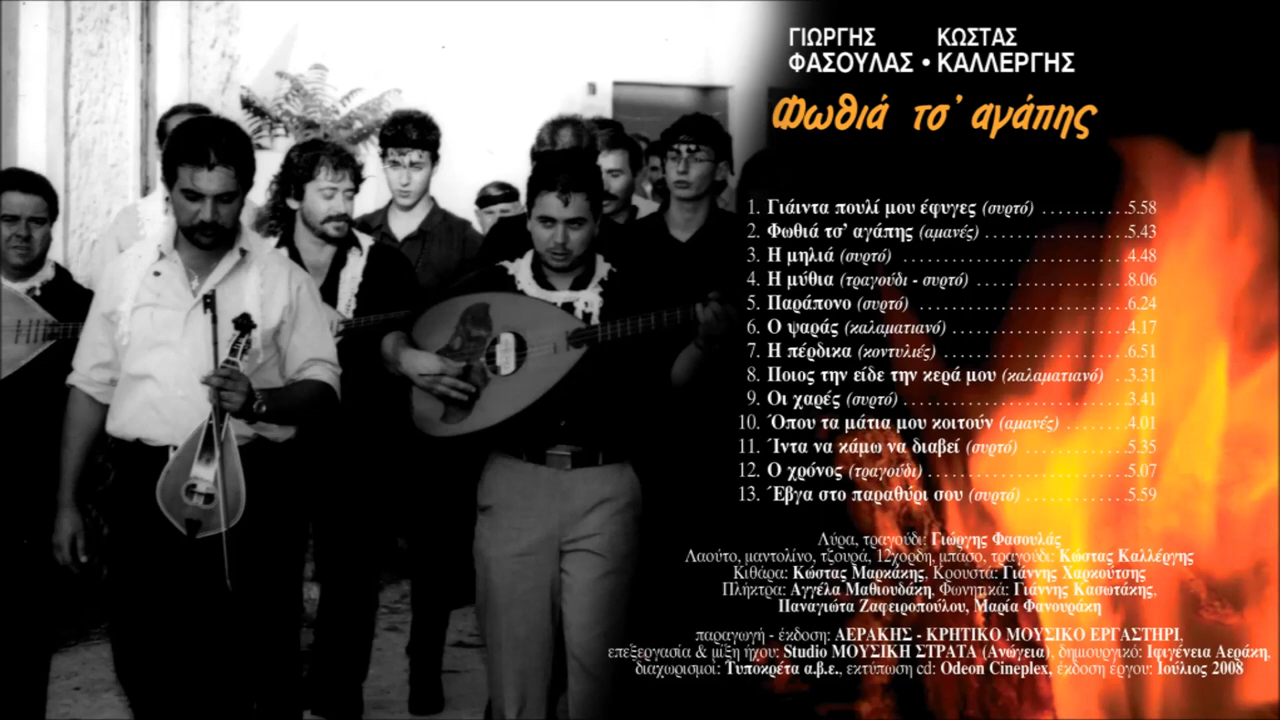 ΓΙΩΡΓΗΣ ΚΩΣΤΑΣ
ΦΑΣΟΥΛΑΣ • ΚΑΛΛΕΡΓΗΣ
Φωθιά τσ' αγάπης
1. Γιάιντα πουλί μου έφυγες (συρτό) ...........5.58
2. Φωθιά τσ' αγάπης (αμανές) ..................5.43
3. Η μηλιά (συρτό) ............................4.48
4. Η μύθια (τραγούδι - συρτό) ...................8.06
5. Παράπονο (συρτό) ..........................6.24
6. Ο ψαράς (καλαματιανό) ......................4.17
7. Η πέρδικα (κοντυλιές) .......................6.51
8. Ποιος την είδε την κερά μου (καλαματιανό) ..3.31
9. Οι χαρές (συρτό) ............................3.41
10. Όπου τα μάτια μου κοιτούν (αμανές) ........4.01
11. Ίντα να κάμω να διαβεί (συρτό) .............5.35
12. Ο χρόνος (τραγούδι) .........................5.07
13. Έβγα στο παραθύρι σου (συρτό) .............5.59
Λύρα, τραγούδι: Γιώργης Φασουλάς
Λαούτο, μαντολίνο, τζουρά, 12χορδη, μπάσο, τραγούδι: Κώστας Καλλέργης
Κιθάρα: Κώστας Μαρκάκης, Κρουστά: Γιάννης Χαρκούτσης
Πλήκτρα: Αγγέλα Μαθιουδάκη, Φωνητικά: Γιάννης Κασωτάκης,
Παναγιώτα Ζαφειροπούλου, Μαρία Φανουράκη
παραγωγή - έκδοση: ΑΕΡΑΚΗΣ - ΚΡΗΤΙΚΟ ΜΟΥΣΙΚΟ ΕΡΓΑΣΤΗΡΙ,
επεξεργασία & μίξη ήχου: Studio ΜΟΥΣΙΚΗ ΣΤΡΑΤΑ (Ανώγεια), δημιουργικό: Ιφιγένεια Αεράκη,
διαχωρισμοί: Τυποκρέτα α.β.ε., εκτύπωση cd: Odeon Cineplex, έκδοση έργου: Ιούλιος 2008